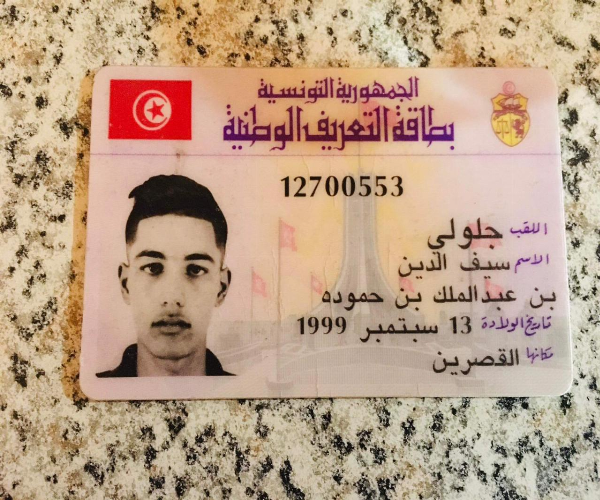 الجمهورية التونسية
بطاقة التعريف الوطنية
12700553
اللقب جلولي
الاسم سيف الدين
بن عبدالملك بن حموده
تاريخ الولادة 13 سبتمبر 1999
مكانها القصرين